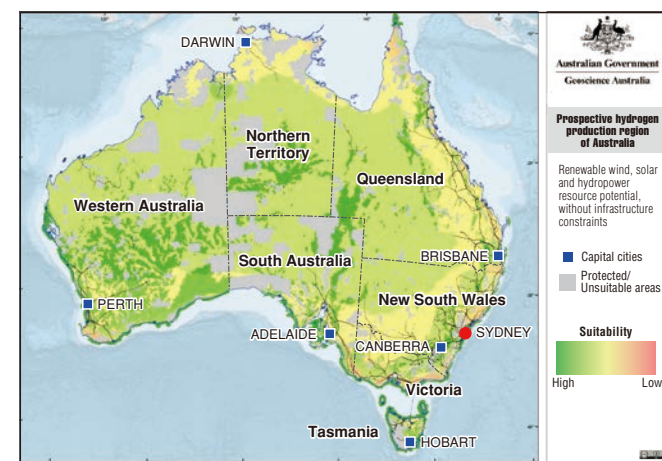 DARWIN
Northern
Territory
Queensland
Western Australia
South Australia
BRISBANE
New South Wales
PERTH
ADELAIDE
SYDNEY
CANBERRA
Victoria
Tasmania
HOBART
Australian Government
Geoscience Australia
Prospective hydrogen
production region
of Australia
Renewable wind, solar
and hydropower
resource potential,
without infrastructure
constraints
Capital cities
Protected/
Unsuitable areas
Suitability
High Low